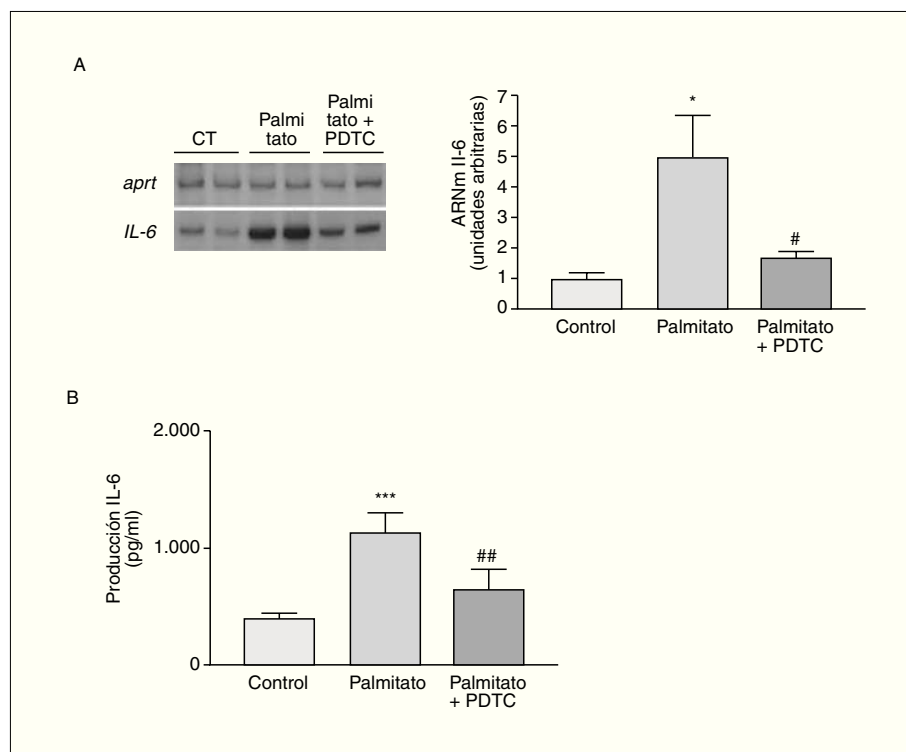 A
CT
Palmi
tato
Palmi
tato +
PDTC
aprt
IL-6
ARNm Il-6
(unidades arbitrarias)
7
6
5
4
3
2
1
0
*
#
Control
Palmitato
Palmitato
+ PDTC
B
Producción IL-6
(pg/ml)
2.000
1.000
0
***
##
Control
Palmitato
Palmitato
+ PDTC